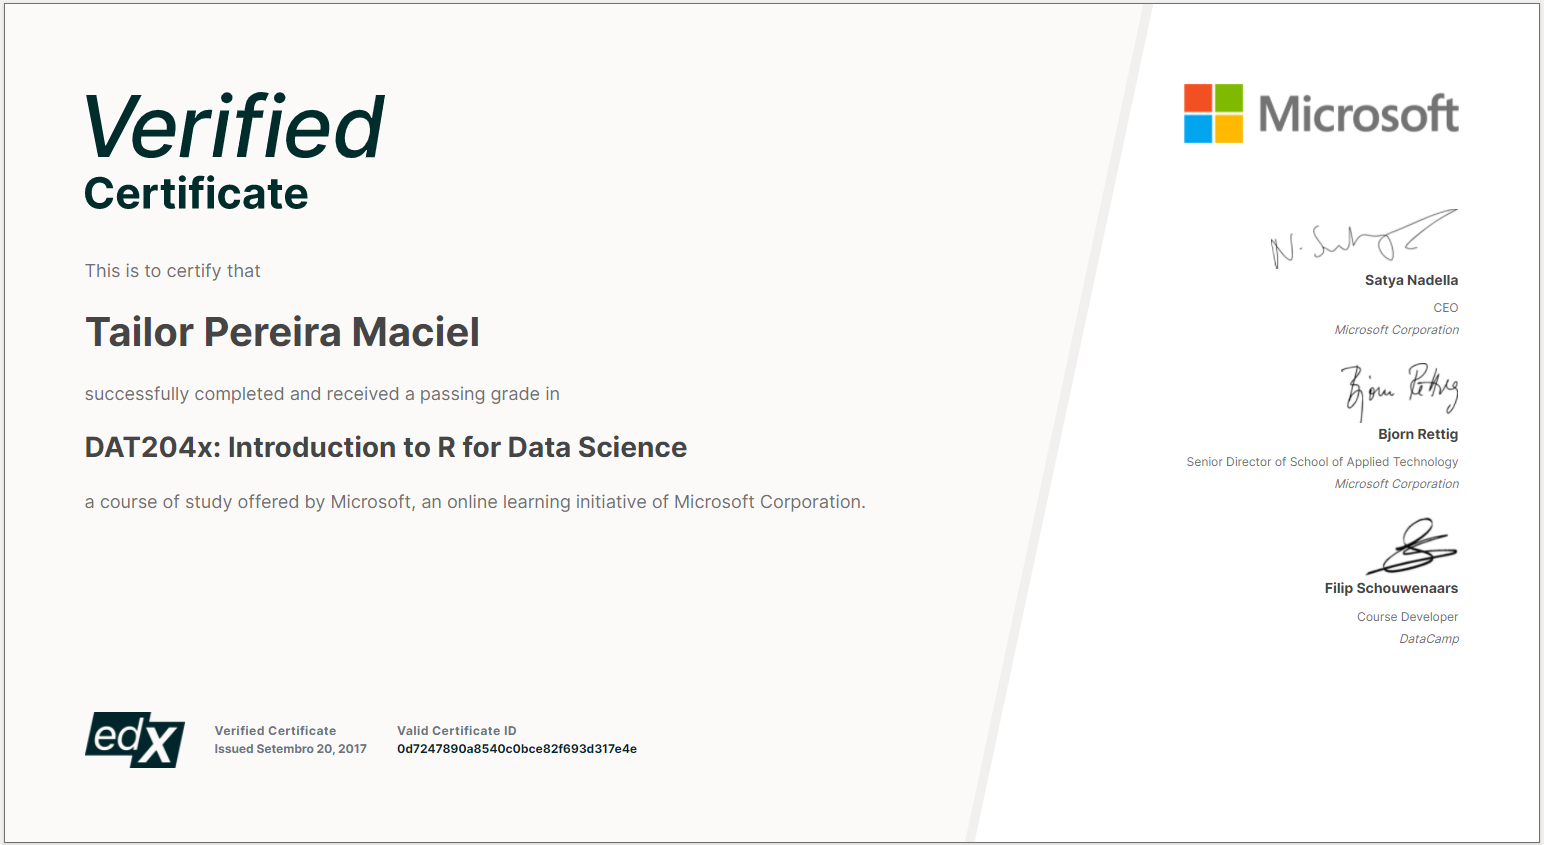 Verified
Certificate
This is to certify that
Tailor Pereira Maciel
successfully completed and received a passing grade in
DAT204x: Introduction to R for Data Science
a course of study offered by Microsoft, an online learning initiative of Microsoft Corporation.
edX
Verified Certificate
Issued Setembro 20, 2017
Valid Certificate ID
0d7247890a8540c0bce82f693d317e4e
Microsoft
Satya Nadella
CEO
Microsoft Corporation
Bjorn Rettig
Bjorn Rettig
Senior Director of School of Applied Technology
Microsoft Corporation
Filip Schouwenaars
Course Developer
DataCamp